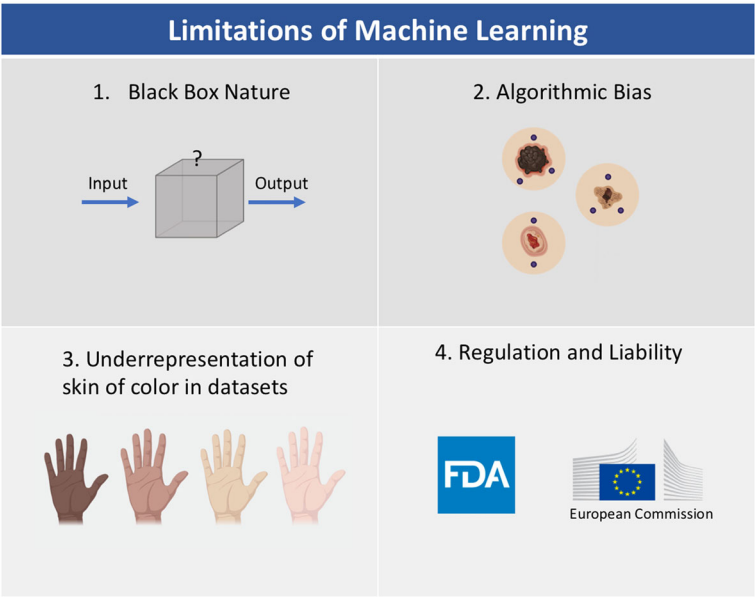 Limitations of Machine Learning
1. Black Box Nature
?
Input
Output
2. Algorithmic Bias
3. Underrepresentation of
skin of color in datasets
4. Regulation and Liability
FDA
European Commission